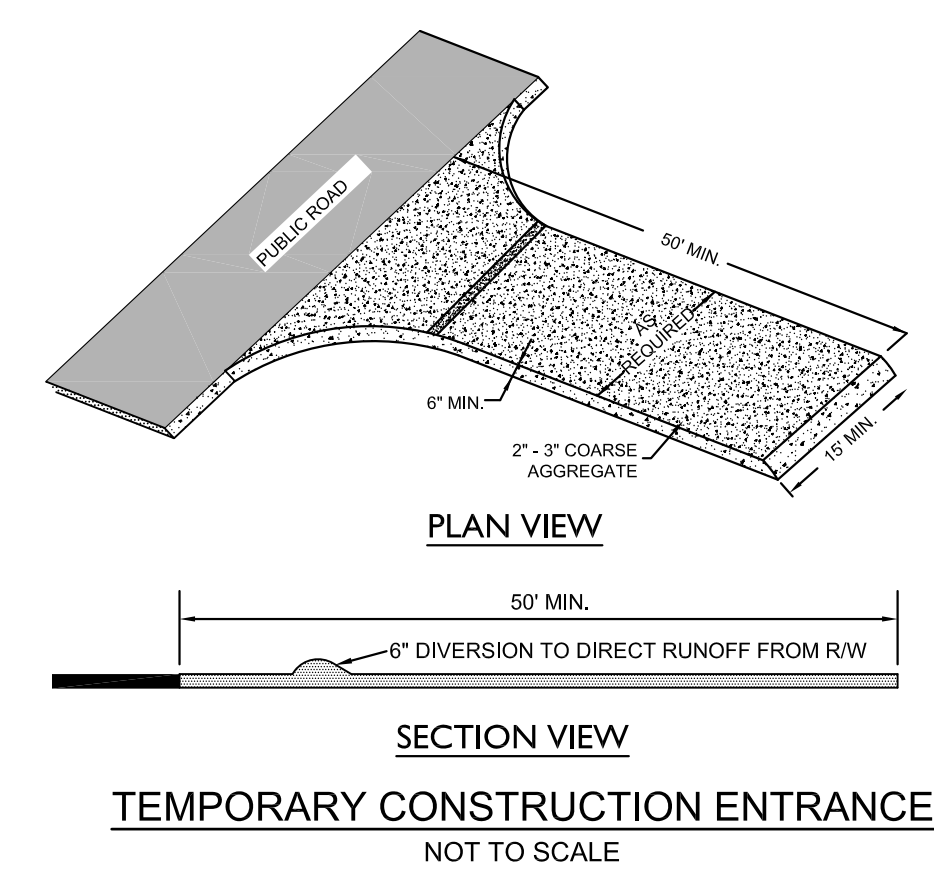 PUBLIC ROAD
50' MIN.
AS
REQUIRED
6" MIN.
15' MIN.
2" - 3" COARSE
AGGREGATE
PLAN VIEW
50' MIN.
6" DIVERSION TO DIRECT RUNOFF FROM R/W
SECTION VIEW
TEMPORARY CONSTRUCTION ENTRANCE
NOT TO SCALE